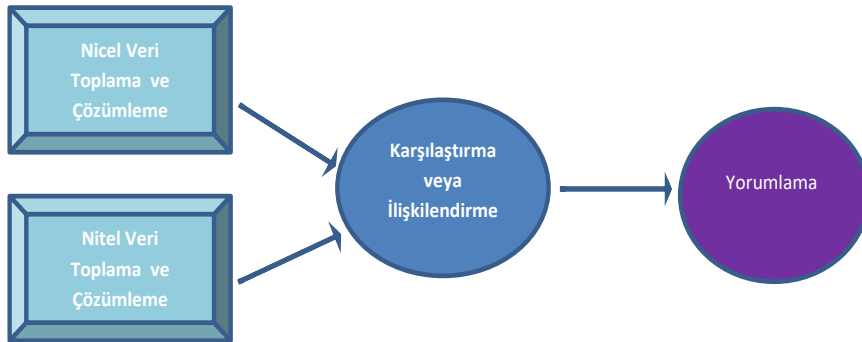 Nicel Veri
Toplama ve
Çözümleme
Nitel Veri
Toplama ve
Çözümleme
Karşılaştırma
veya
İlişkilendirme
Yorumlama